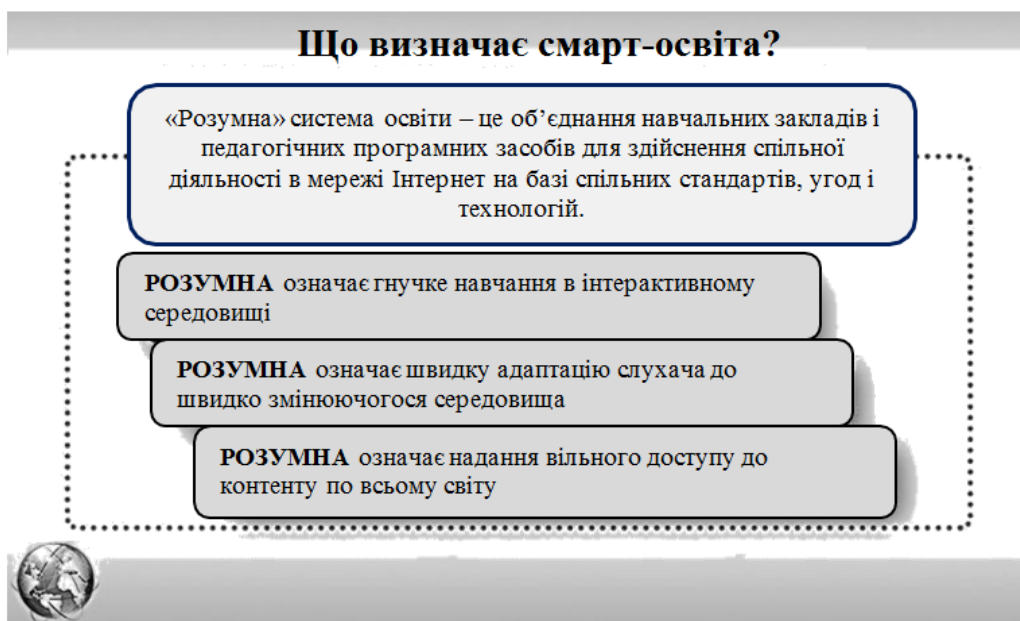 Що визначає смарт-освіта?
«Розумна» система освіти – це об’єднання навчальних закладів і
педагогічних програмних засобів для здійснення спільної
діяльності в мережі Інтернет на базі спільних стандартів, угод і
технологій.
РОЗУМНА означає гнучке навчання в інтерактивному
середовищі
РОЗУМНА означає швидку адаптацію слухача до
швидко змінюючогося середовища
РОЗУМНА означає надання вільного доступу до
контенту по всьому світу